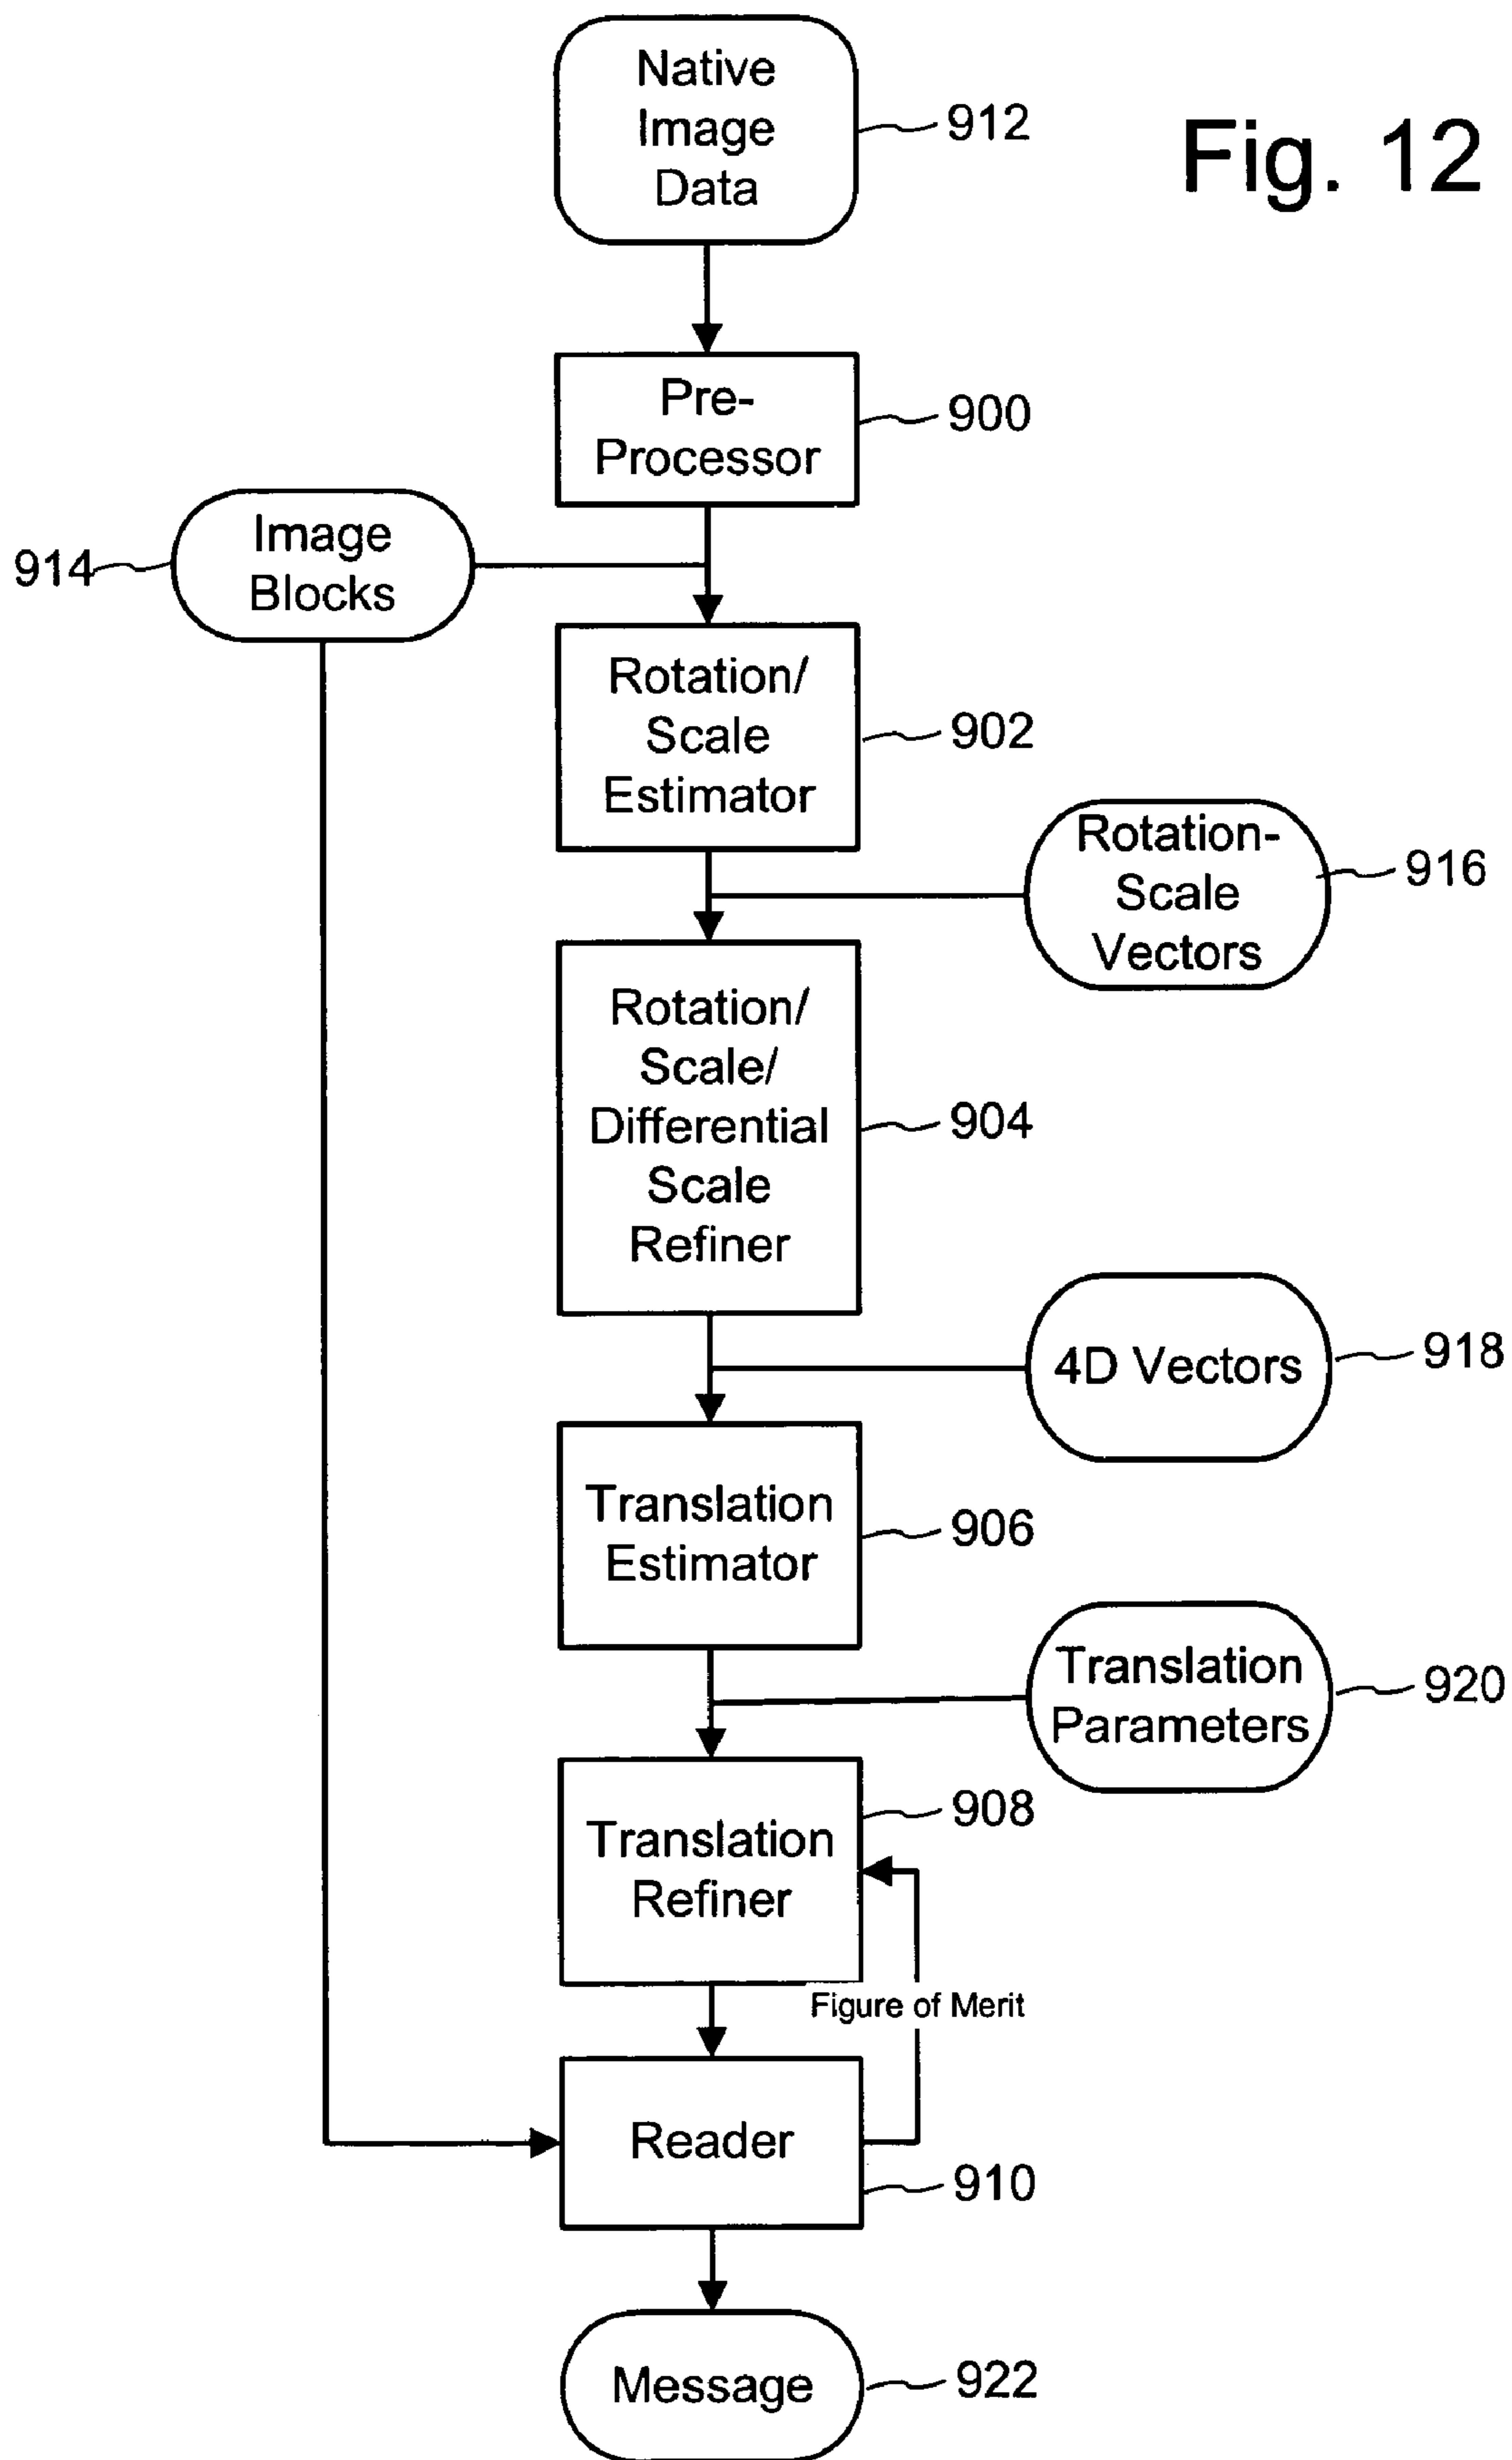 Native
Image
Data
912
Fig. 12
Pre-
Processor
900
Image
Blocks
914
Rotation/
Scale
Estimator
902
Rotation-
Scale
Vectors
916
Rotation/
Scale/
Differential
Scale
Refiner
904
4D Vectors
918
Translation
Estimator
906
Translation
Parameters
920
Translation
Refiner
908
Figure of Merit
Reader
910
Message
922